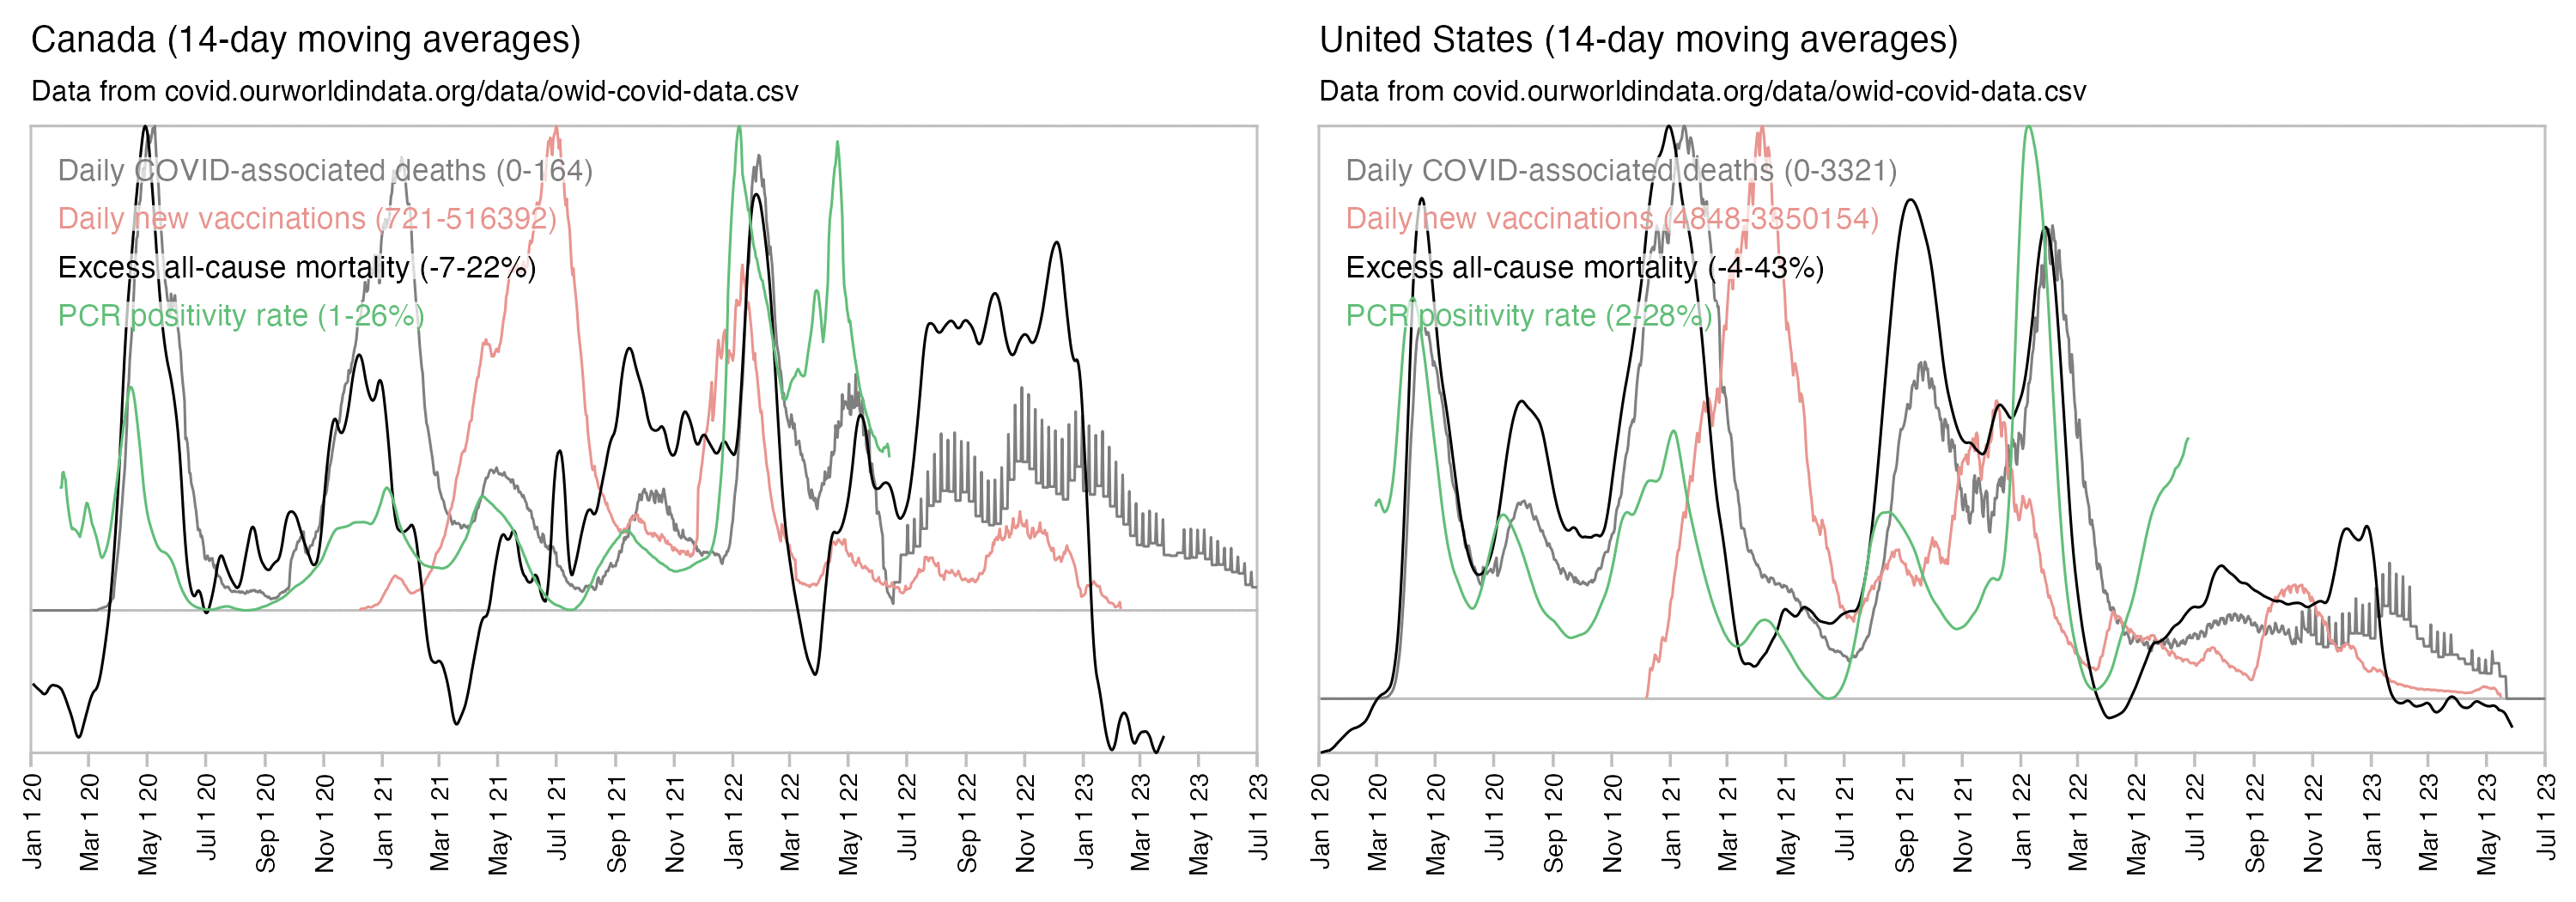 Canada (14-day moving averages)
Data from covid.ourworldindata.org/data/owid-covid-data.csv
Daily COVID-associated deaths (0-164)
Daily new vaccinations (721-516392)
Excess all-cause mortality (-7-22%)
PCR positivity rate (1-26%)
Jan 1 20
Mar 1 20
May 1 20
Jul 1 20
Sep 1 20
Nov 1 20
Jan 1 21
Mar 1 21
May 1 21
Jul 1 21
Sep 1 21
Nov 1 21
Jan 1 22
Mar 1 22
May 1 22
Jul 1 22
Sep 1 22
Nov 1 22
Jan 1 23
Mar 1 23
May 1 23
Jul 1 23
United States (14-day moving averages)
Data from covid.ourworldindata.org/data/owid-covid-data.csv
Daily COVID-associated deaths (0-3321)
Daily new vaccinations (4848-3350154)
Excess all-cause mortality (-4-43%)
PCR positivity rate (2-28%)
Jan 1 20
Mar 1 20
May 1 20
Jul 1 20
Sep 1 20
Nov 1 20
Jan 1 21
Mar 1 21
May 1 21
Jul 1 21
Sep 1 21
Nov 1 21
Jan 1 22
Mar 1 22
May 1 22
Jul 1 22
Sep 1 22
Nov 1 22
Jan 1 23
Mar 1 23
May 1 23
Jul 1 23